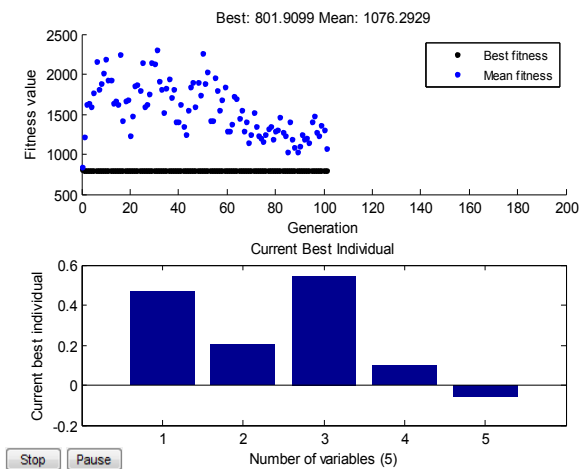 Best: 801.9099 Mean: 1076.2929
2500
2000
1500
1000
500
Fitness value
Best fitness
Mean fitness
0 20 40 60 80 100 120 140 160 180 200
Generation
Current Best Individual
0.6
0.4
0.2
0
-0.2
Current best individual
1 2 3 4 5
Number of variables (5)
Stop Pause